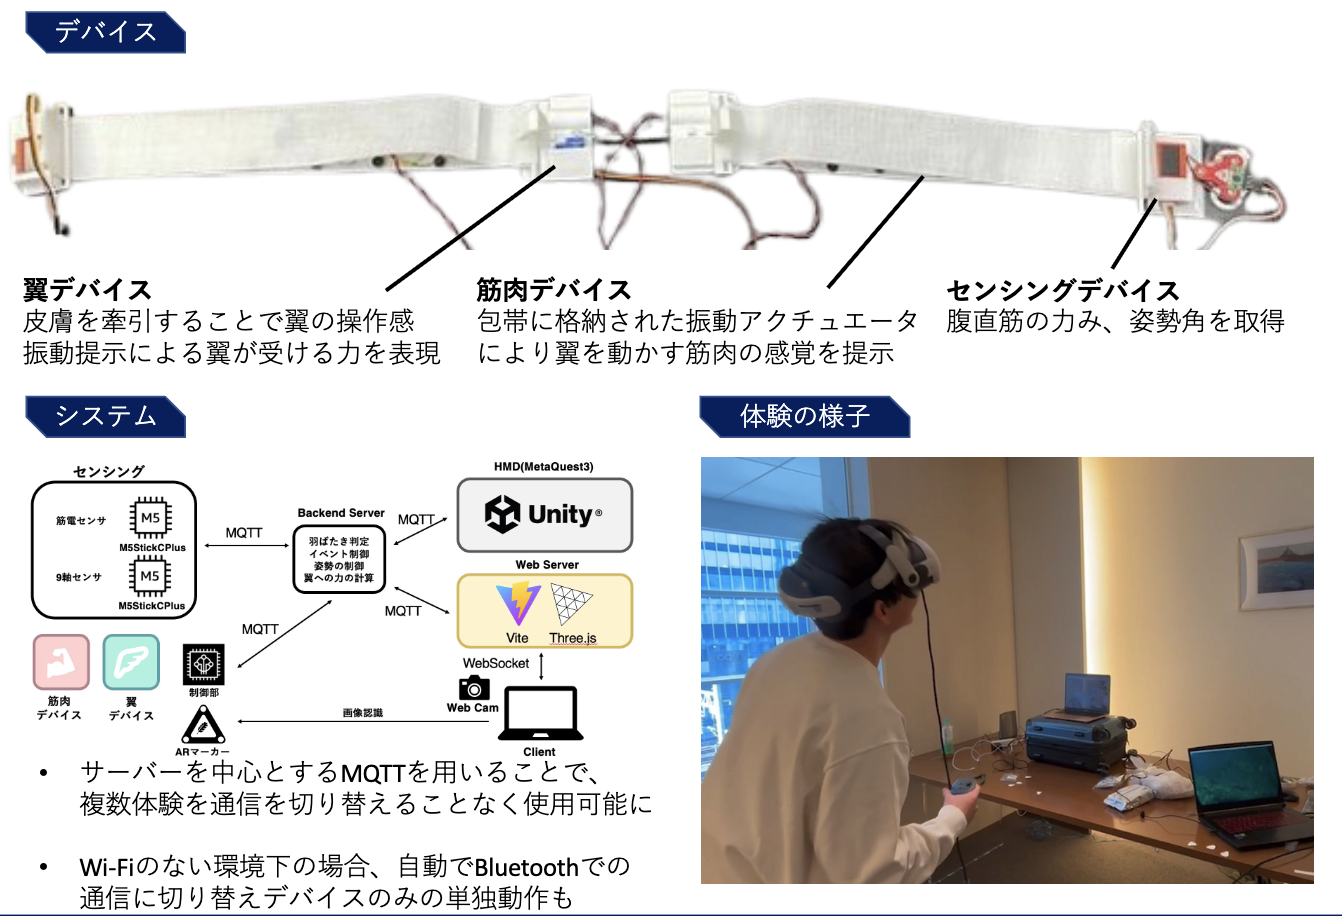 デバイス
翼デバイス
皮膚を牽引することで翼の操作感
振動提示による翼が受ける力を表現
筋肉デバイス
包帯に格納された振動アクチュエータ
により翼を動かす筋肉の感覚を提示
センシングデバイス
腹直筋の力み、姿勢角を取得
システム
センシング
筋電センサ
M5
M5StickCPlus
9軸センサ
M5
M5StickCPlus
MQTT
Backend Server
羽ばたき判定
イベント制御
姿勢の制御
翼への力の計算
MQTT
HMD(MetaQuest3)
Unity®
MQTT
Web Server
Vite
Three.js
MQTT
筋肉
デバイス
翼
デバイス
制御部
ARマーカー
画像認識
WebSocket
Web Cam
Client
• サーバーを中心とするMQTTを用いることで、
複数体験を通信を切り替えることなく使用可能に
• Wi-Fiのない環境下の場合、自動でBluetoothでの
通信に切り替えデバイスのみの単独動作も
体験の様子